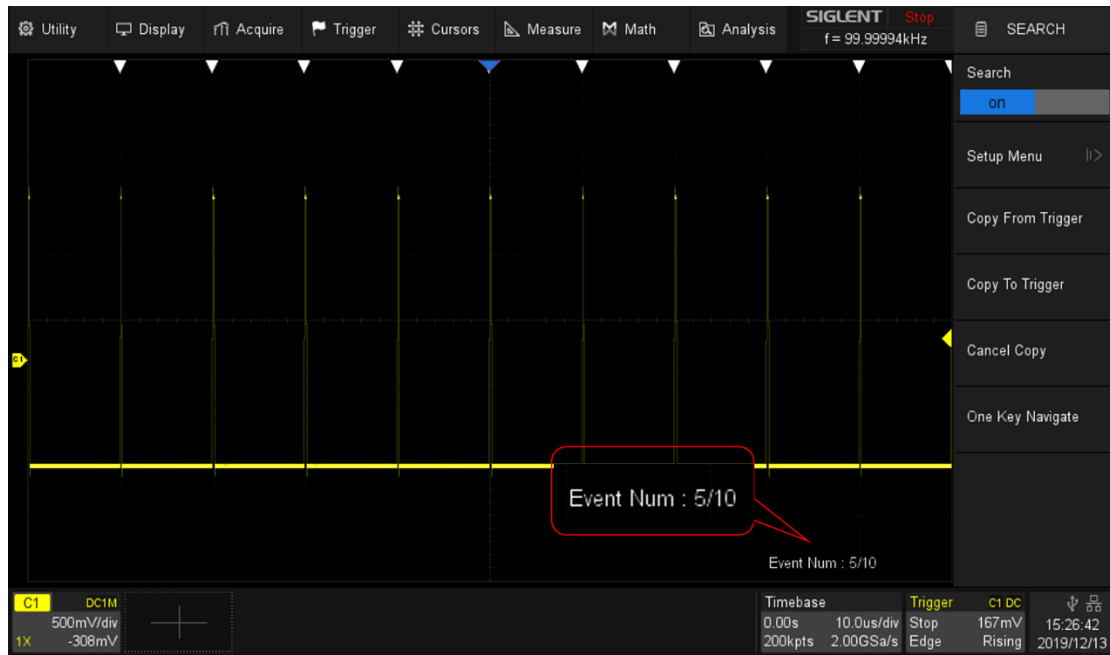 Utility Display Acquire Trigger Cursors Measure Math Analysis SIGLENT Stop SEARCH
f = 99.99994kHz
Search
on
Setup Menu
Copy From Trigger
Copy To Trigger
C1
Cancel Copy
One Key Navigate
Event Num : 5/10
Event Num : 5/10
C1 DC1M Timebase Trigger C1 DC
500mV/div 0.00s 10.0us/div Stop 167mV 15:26:42
1X -308mV 200kpts 2.00GSa/s Edge Rising 2019/12/13